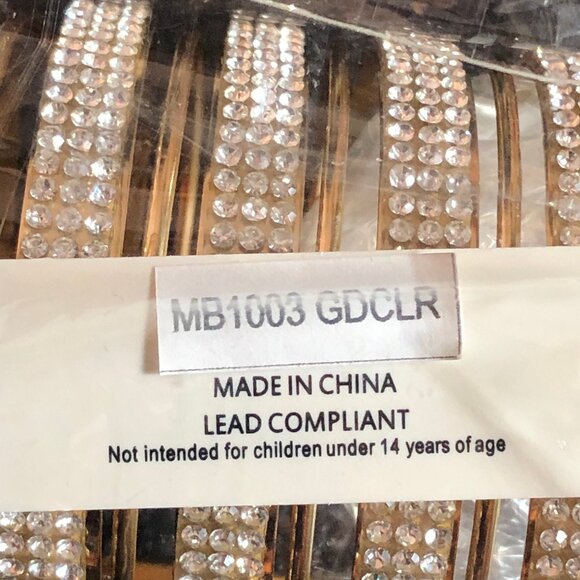 MB1003 GDCLR
MADE IN CHINA
LEAD COMPLIANT
Not intended for children under 14 years of age